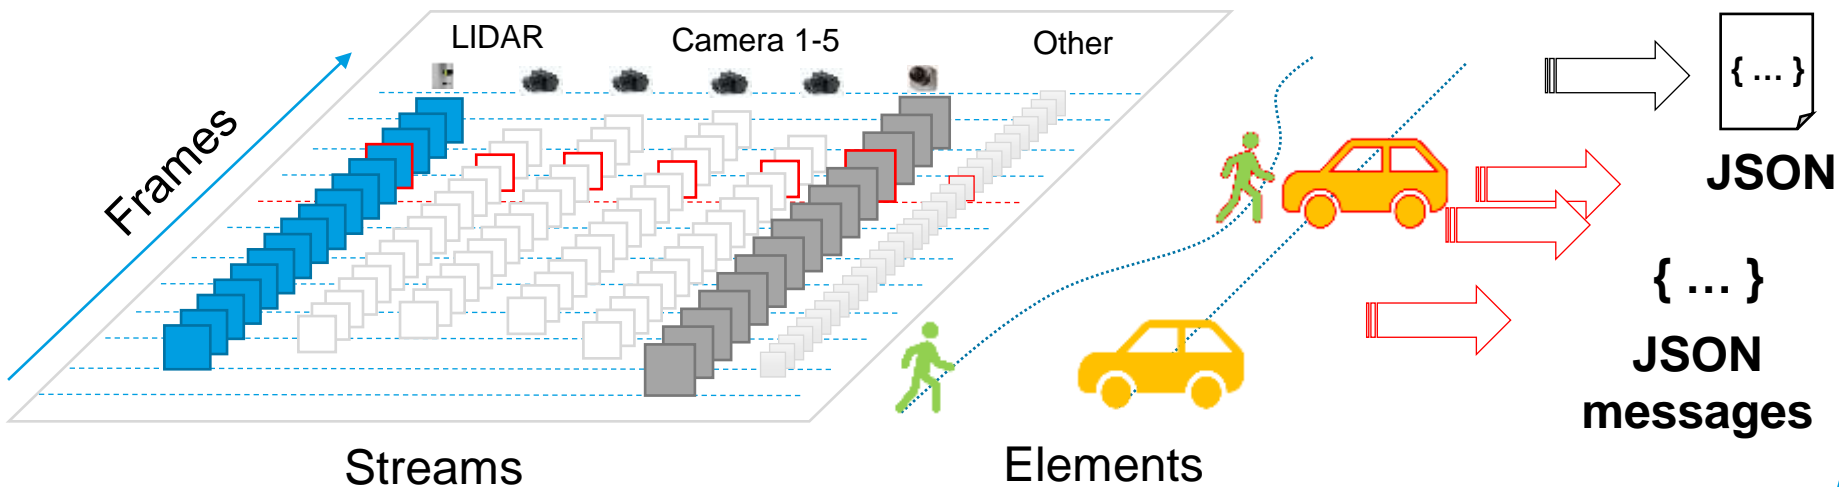 LIDAR
Camera 1-5
Other
Frames
{ ... }
JSON
{ ... }
JSON
messages
Streams
Elements